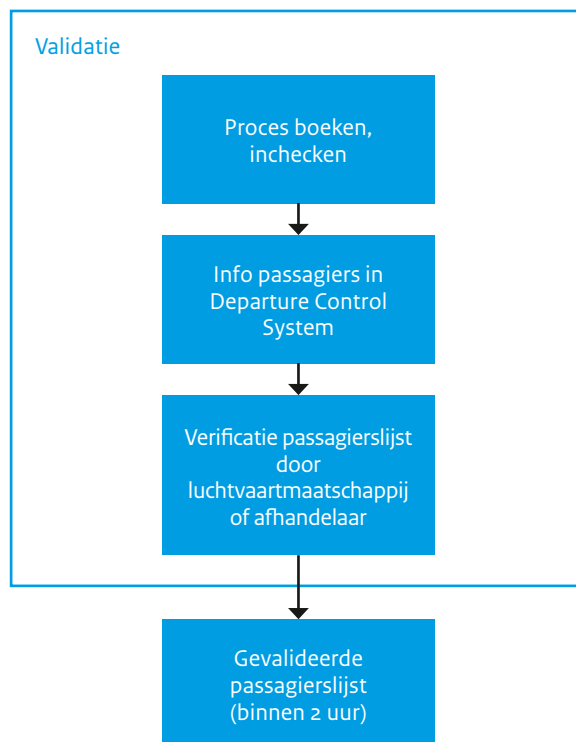 Validatie
Proces boeken,
inchecken
Info passagiers in
Departure Control
System
Verificatie passagierslijst
door
luchtvaartmaatschappij
of afhandelaar
Gevalideerde
passagierslijst
(binnen 2 uur)